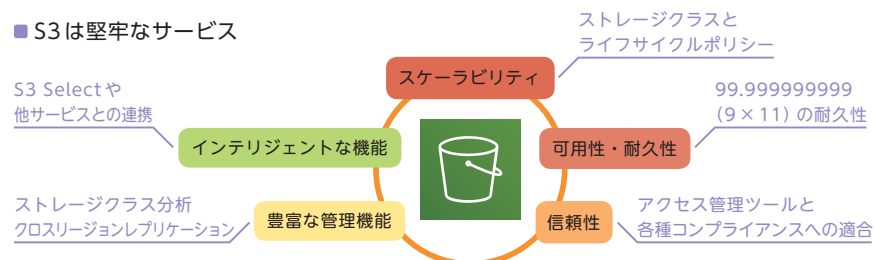 ■ S3は堅牢なサービス
ストレージクラスと
ライフサイクルポリシー
スケーラビリティ
S3 Selectや
他サービスとの連携
99.999999999
（9×11）の耐久性
インテリジェントな機能
可用性・耐久性
ストレージクラス分析
クロスリージョンレプリケーション
豊富な管理機能
信頼性
アクセス管理ツールと
各種コンプライアンスへの適合